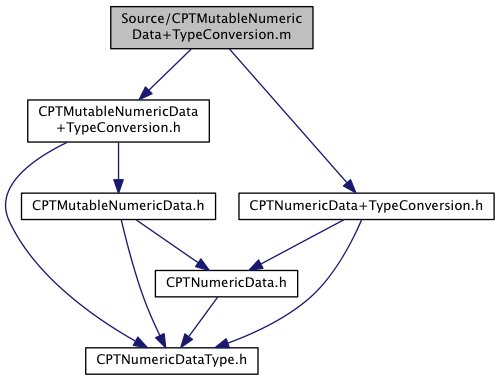 Source/CPTMutableNumeric
Data+TypeConversion.m
CPTMutableNumericData
+TypeConversion.h
CPTMutableNumericData.h
CPTNumericData+TypeConversion.h
CPTNumericData.h
CPTNumericDataType.h